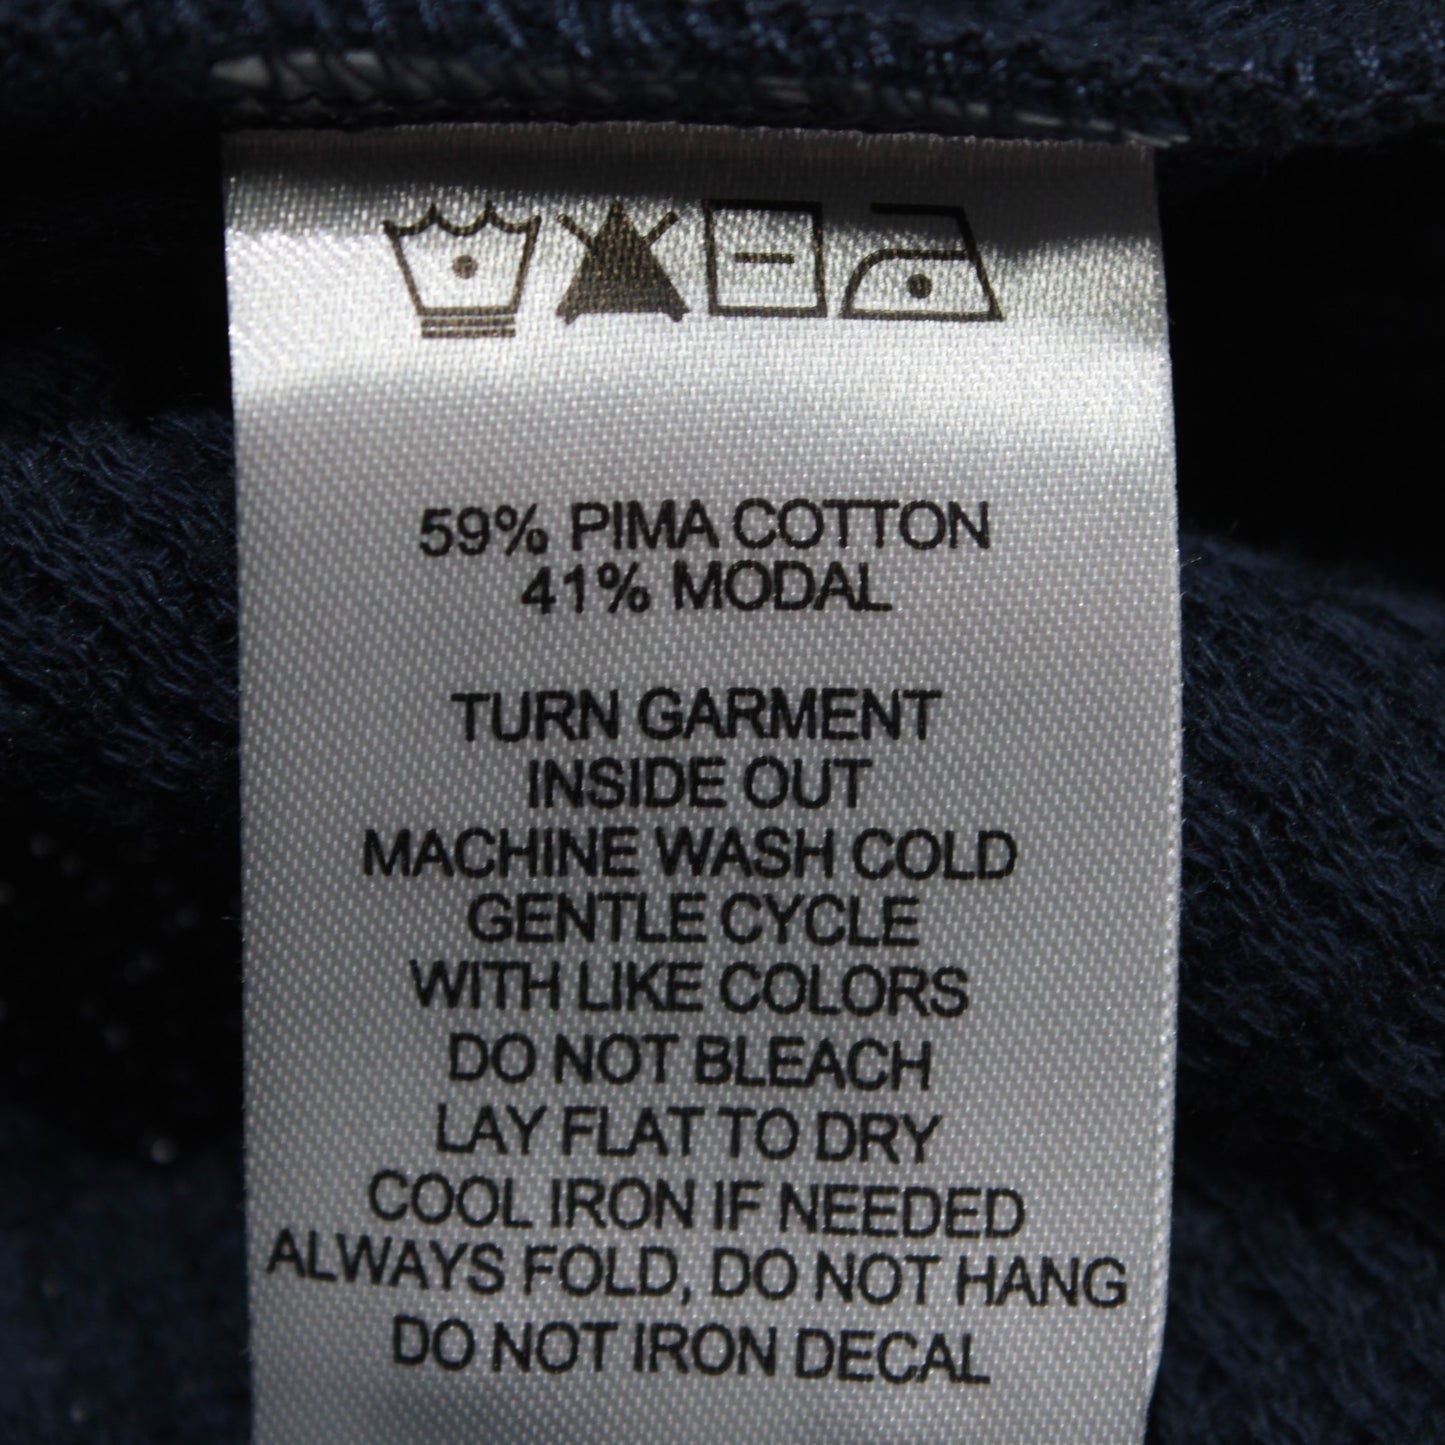 59% PIMA COTTON
41% MODAL
TURN GARMENT
INSIDE OUT
MACHINE WASH COLD
GENTLE CYCLE
WITH LIKE COLORS
DO NOT BLEACH
LAY FLAT TO DRY
COOL IRON IF NEEDED
ALWAYS FOLD, DO NOT HANG
DO NOT IRON DECAL